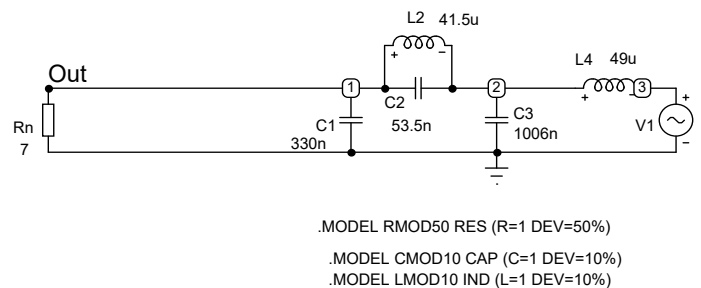 L2 41.5u
L4 49u
Out
1
2
3
C2
53.5n
Rn
7
C1
330n
C3
1006n
V1
+
-
+
-
+
-
.MODEL RMOD50 RES (R=1 DEV=50%)
.MODEL CMOD10 CAP (C=1 DEV=10%)
.MODEL LMOD10 IND (L=1 DEV=10%)